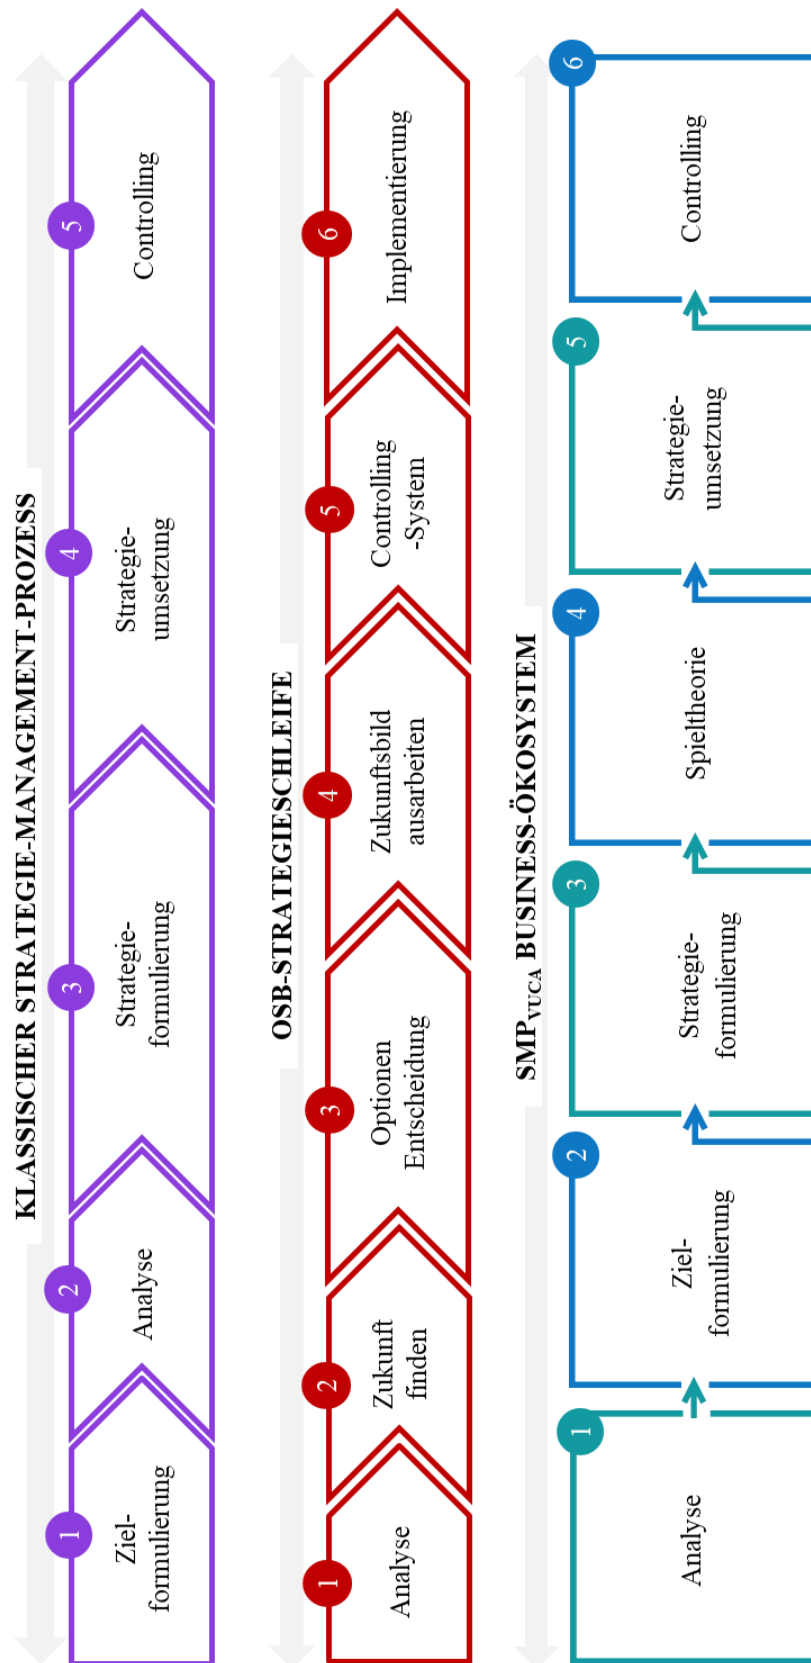 KLASSISCHER STRATEGIE-MANAGEMENT-PROZESS
1
Ziel-
formulierung
2
Analyse
3
Strategie-
formulierung
4
Strategie-
umsetzung
5
Controlling
OSB-STRATEGIESCHLEIFE
1
Analyse
2
Zukunft
finden
3
Optionen
Entscheidung
4
Zukunftsbild
ausarbeiten
5
Controlling
-System
6
Implementierung
SMPVUCA BUSINESS-ÖKOSYSTEM
1
Analyse
2
Ziel-
formulierung
3
Strategie-
formulierung
4
Spieltheorie
5
Strategie-
umsetzung
6
Controlling